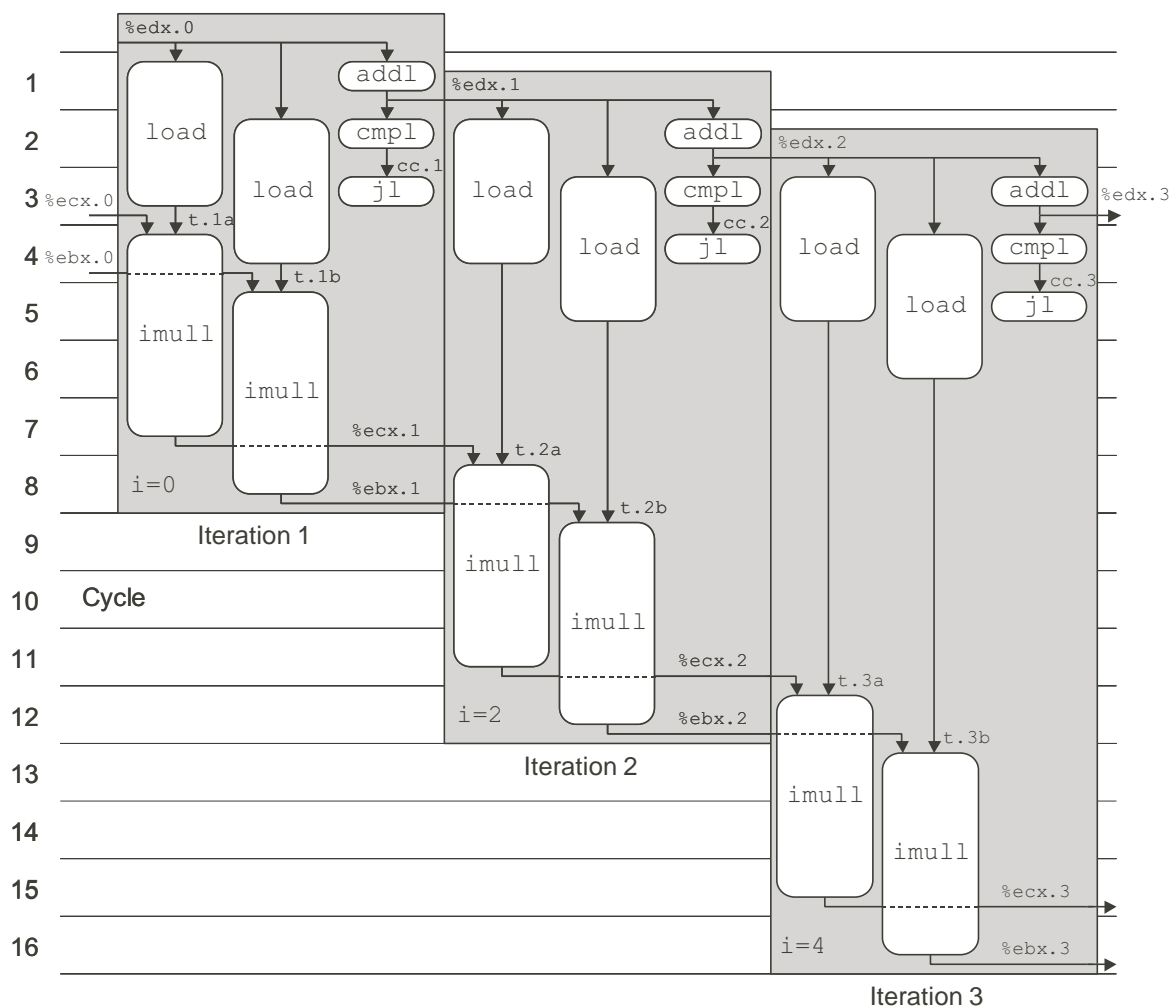 %edx.0
1
addl
%edx.1
load
cmpl
load
addl
2
load
cc.1
jl
load
cmpl
%edx.2
3
%ecx.0
t.1a
load
cc.2
jl
load
addl
%edx.3
4
%ebx.0
t.1b
load
cmpl
cc.3
jl
5
imull
6
imull
7
%ecx.1
t.2a
8
i=0
%ebx.1
t.2b
Iteration 1
9
imull
10
Cycle
imull
11
%ecx.2
t.3a
12
i=2
%ebx.2
t.3b
Iteration 2
13
imull
14
imull
15
%ecx.3
16
i=4
%ebx.3
Iteration 3